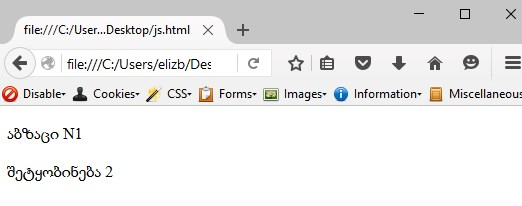 file:///C:/User...Desktop/js.html
file:///C:/Users/elizb/Des
Disable Cookies CSS Forms Images Information Miscellaneous
აბზაცი N1
შეტყობინება 2